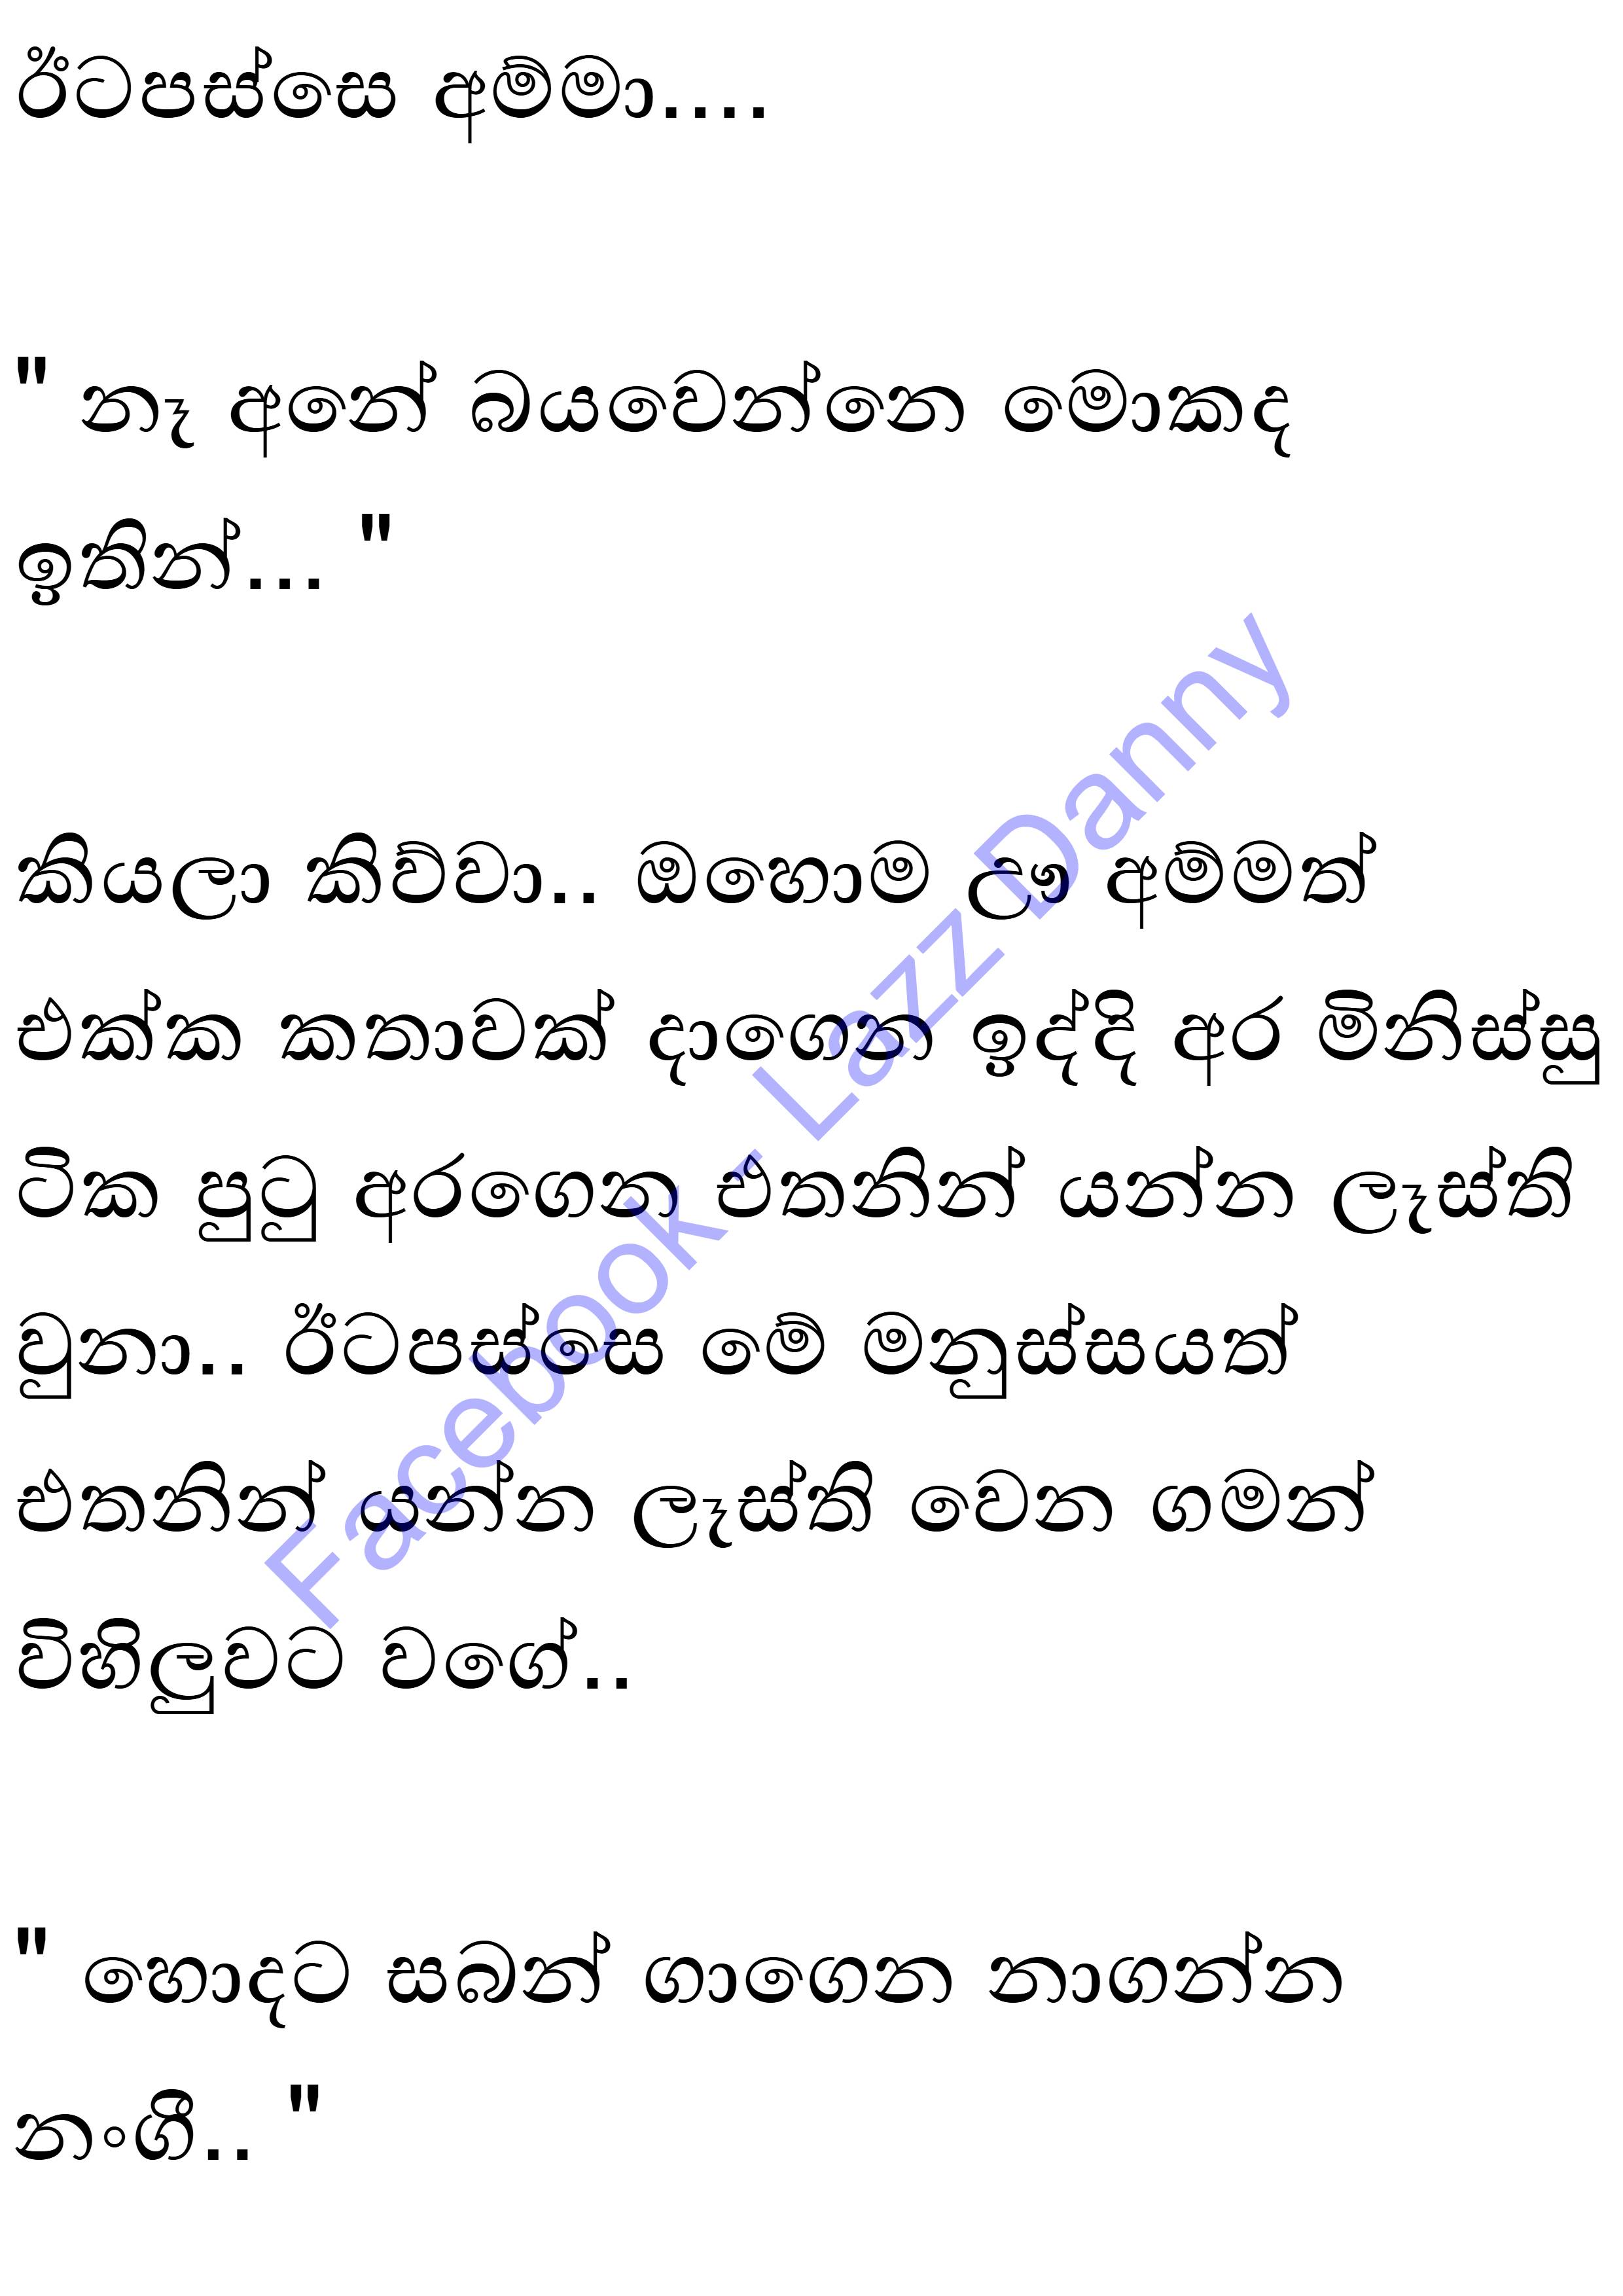 ඊටපස්සෙ අම්මා....
" නෑ අනේ බයවෙන්නෙ මොකද
ඉතින්... "
කියලා කිව්වා.. ඔහොම ඌ අම්මත්
එක්ක කතාවක් දාගෙන ඉද්දි අර මිනිස්සු
ටික පුටු අරගෙන එතනින් යන්න ලෑස්ති
වුනා.. ඊටපස්සෙ මේ මනුස්සයත්
එතනින් යන්න ලෑස්ති වෙන ගමන්
විහිලුවට වගේ..
" හොදට සබන් ගාගෙන නාගන්න
නංගී.. "
Facebook - Lazz Danny